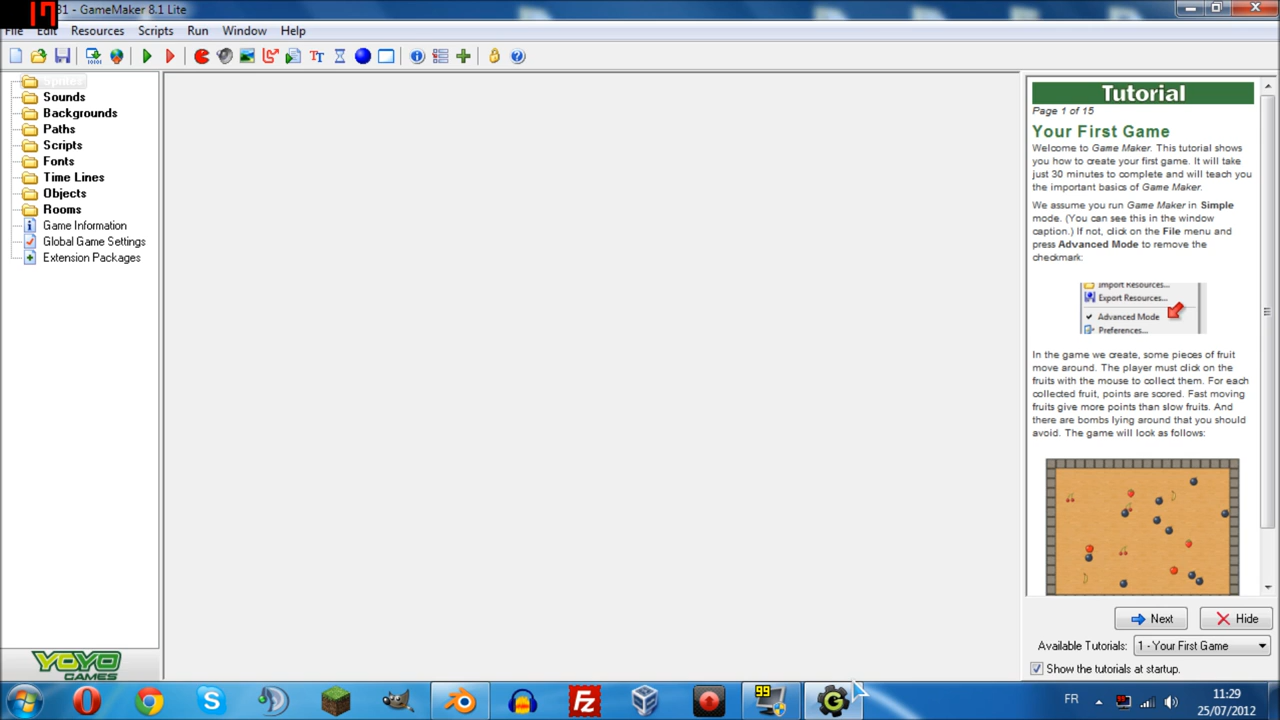 17
31 - GameMaker 8.1 Lite
File Edit Resources Scripts Run Window Help
Sprites
Sounds
Backgrounds
Paths
Scripts
Fonts
Time Lines
Objects
Rooms
Game Information
Global Game Settings
Extension Packages
YOYO
GAMES
Tutorial
Page 1 of 15
Your First Game
Welcome to Game Maker. This tutorial shows
you how to create your first game. It will take
just 30 minutes to complete and will teach you
the important basics of Game Maker.
We assume you run Game Maker in Simple
mode. (You can see this in the window
caption.) If not, click on the File menu and
press Advanced Mode to remove the
checkmark:
Import Resources...
Export Resources...
Advanced Mode
Preferences...
In the game we create, some pieces of fruit
move around. The player must click on the
fruits with the mouse to collect them. For each
collected fruit, points are scored. Fast moving
fruits give more points than slow fruits. And
there are bombs lying around that you should
avoid. The game will look as follows:
Next Hide
Available Tutorials: 1 - Your First Game
Show the tutorials at startup.
99
FR
11:29
25/07/2012